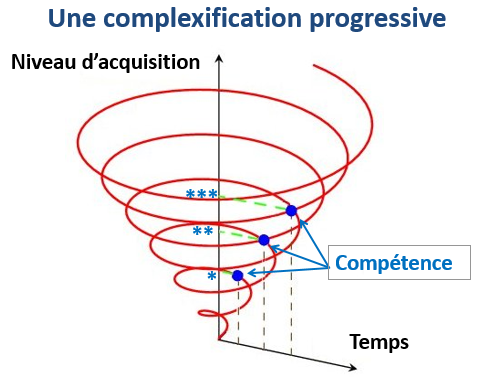 Une complexification progressive
Niveau d’acquisition
***
**
*
Compétence
Temps